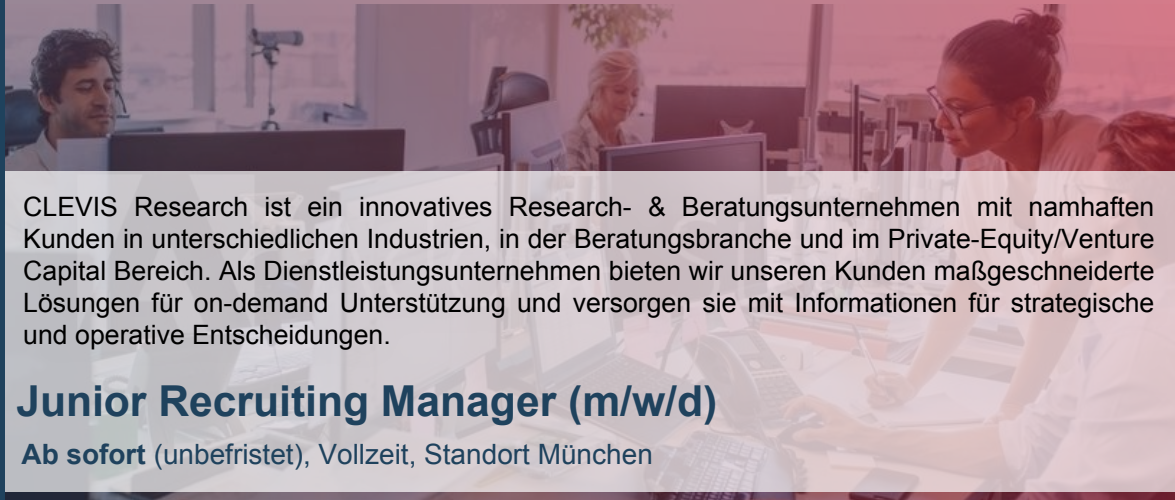 CLEVIS Research ist ein innovatives Research- & Beratungsunternehmen mit namhaften
Kunden in unterschiedlichen Industrien, in der Beratungsbranche und im Private-Equity/Venture
Capital Bereich. Als Dienstleistungsunternehmen bieten wir unseren Kunden maßgeschneiderte
Lösungen für on-demand Unterstützung und versorgen sie mit Informationen für strategische
und operative Entscheidungen.
Junior Recruiting Manager (m/w/d)
Ab sofort (unbefristet), Vollzeit, Standort München